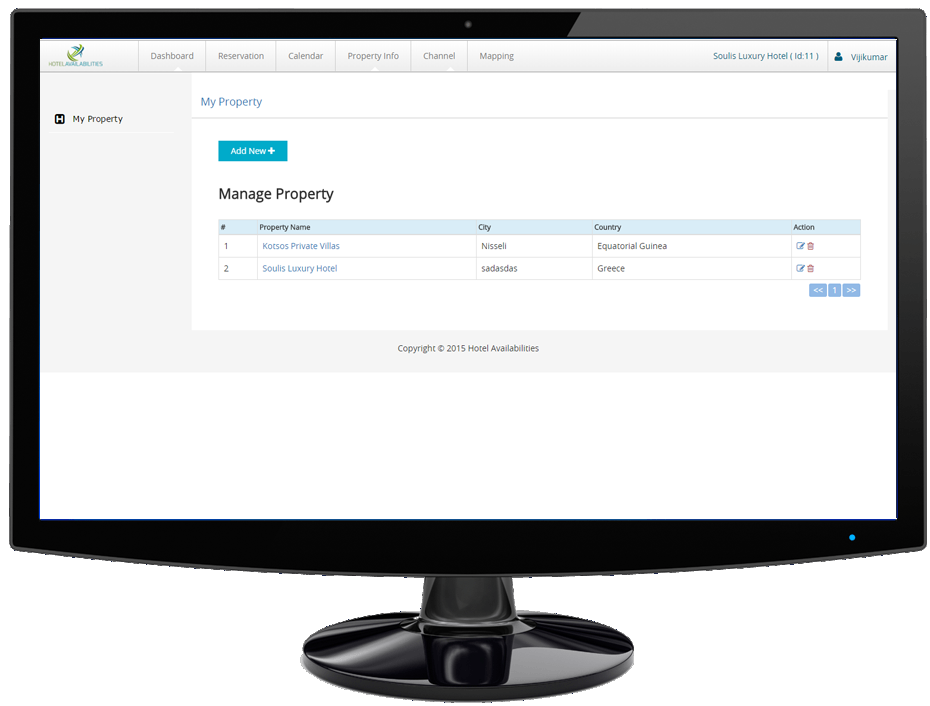 HOTELAVAILABILITIES
Dashboard Reservation Calendar Property Info Channel Mapping Soulis Luxury Hotel ( Id:11 ) Vijikumar
My Property
My Property
Add New
Manage Property
# Property Name City Country Action
1 Kotsos Private Villas Nisseli Equatorial Guinea
2 Soulis Luxury Hotel sadasdas Greece
<< 1 >>
Copyright © 2015 Hotel Availabilities